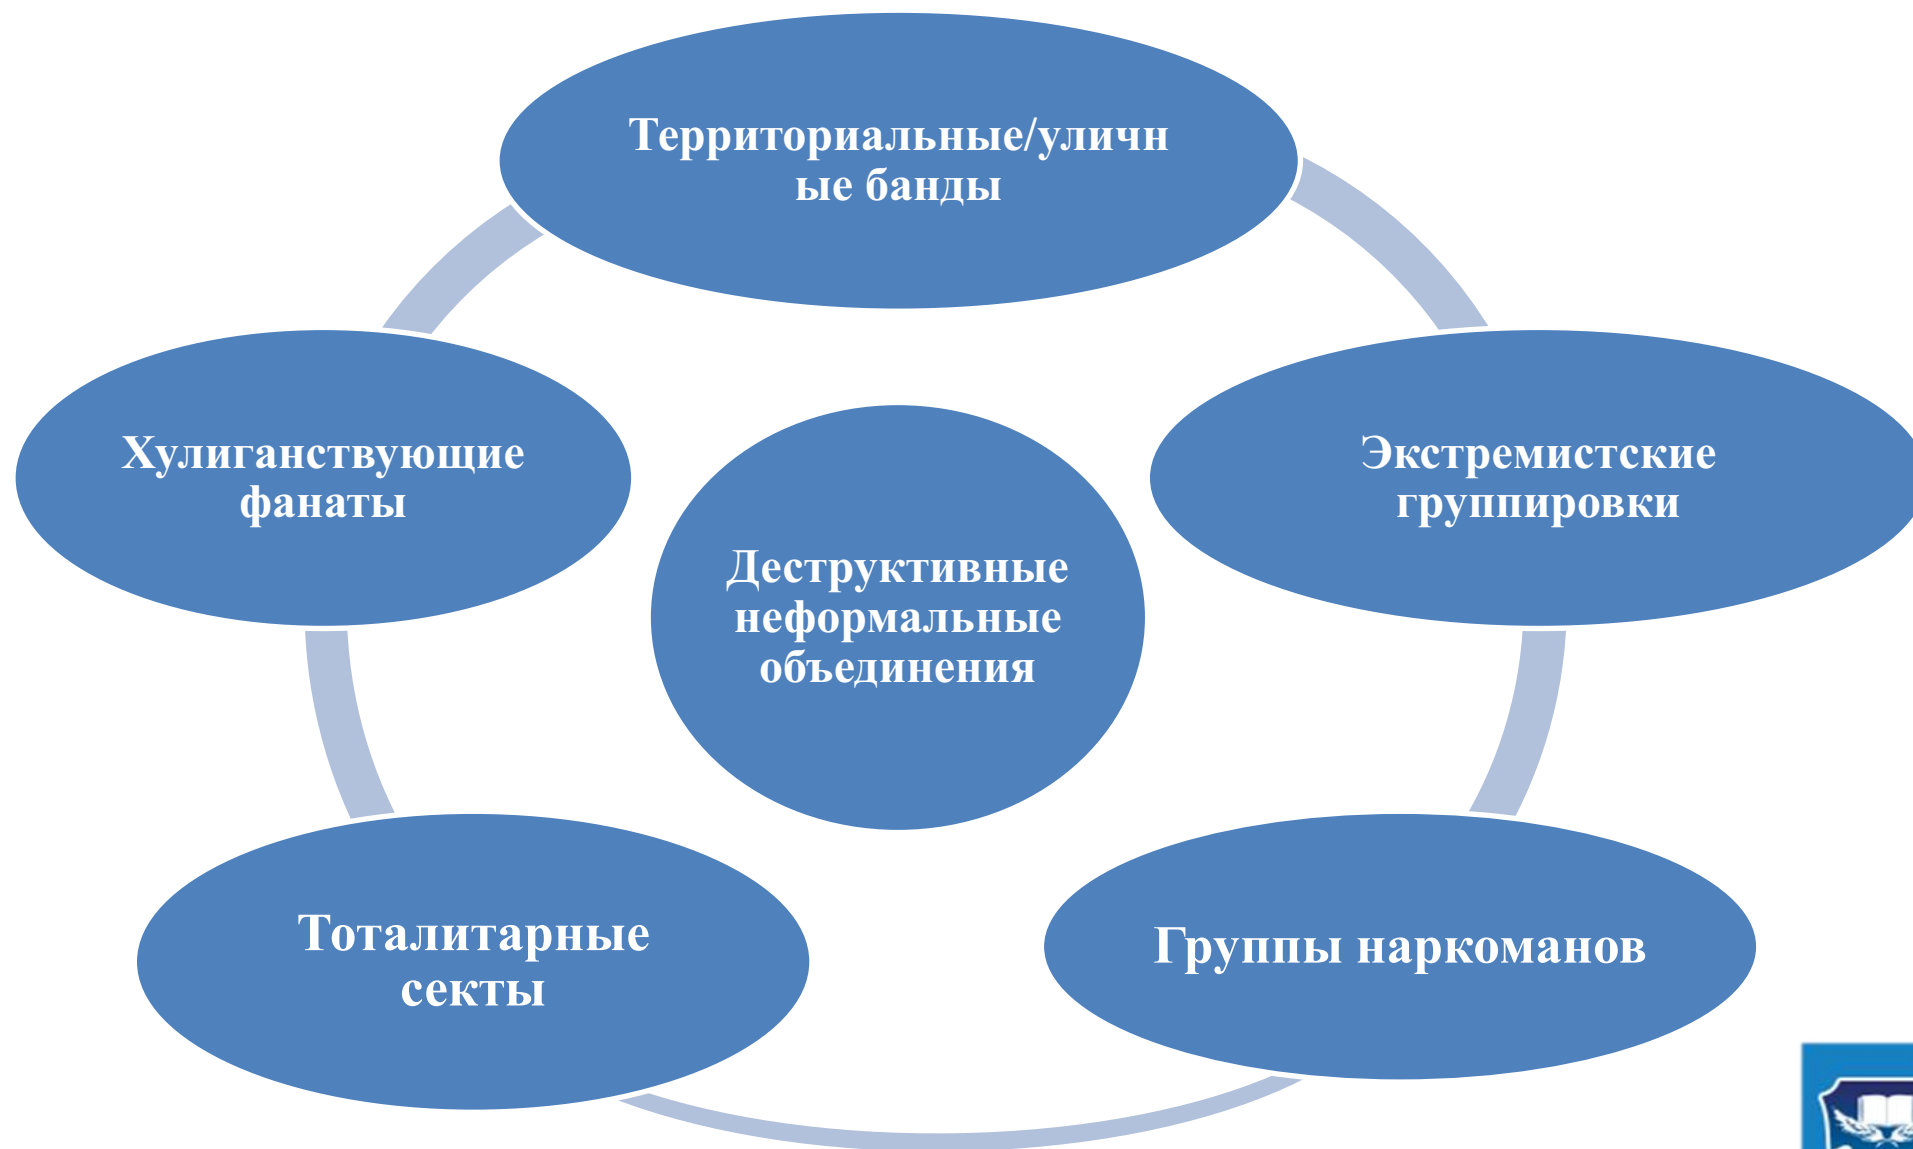 Территориальные/уличн
ые банды
Хулиганствующие
фанаты
Экстремистские
группировки
Деструктивные
неформальные
объединения
Тоталитарные
секты
Группы наркоманов